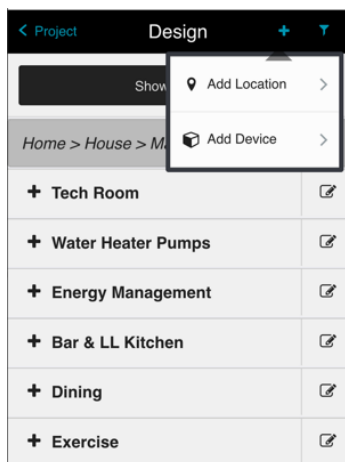 Project
Design
Show
Add Location
Add Device
Home > House >
Tech Room
Water Heater Pumps
Energy Management
Bar & LL Kitchen
Dining
Exercise